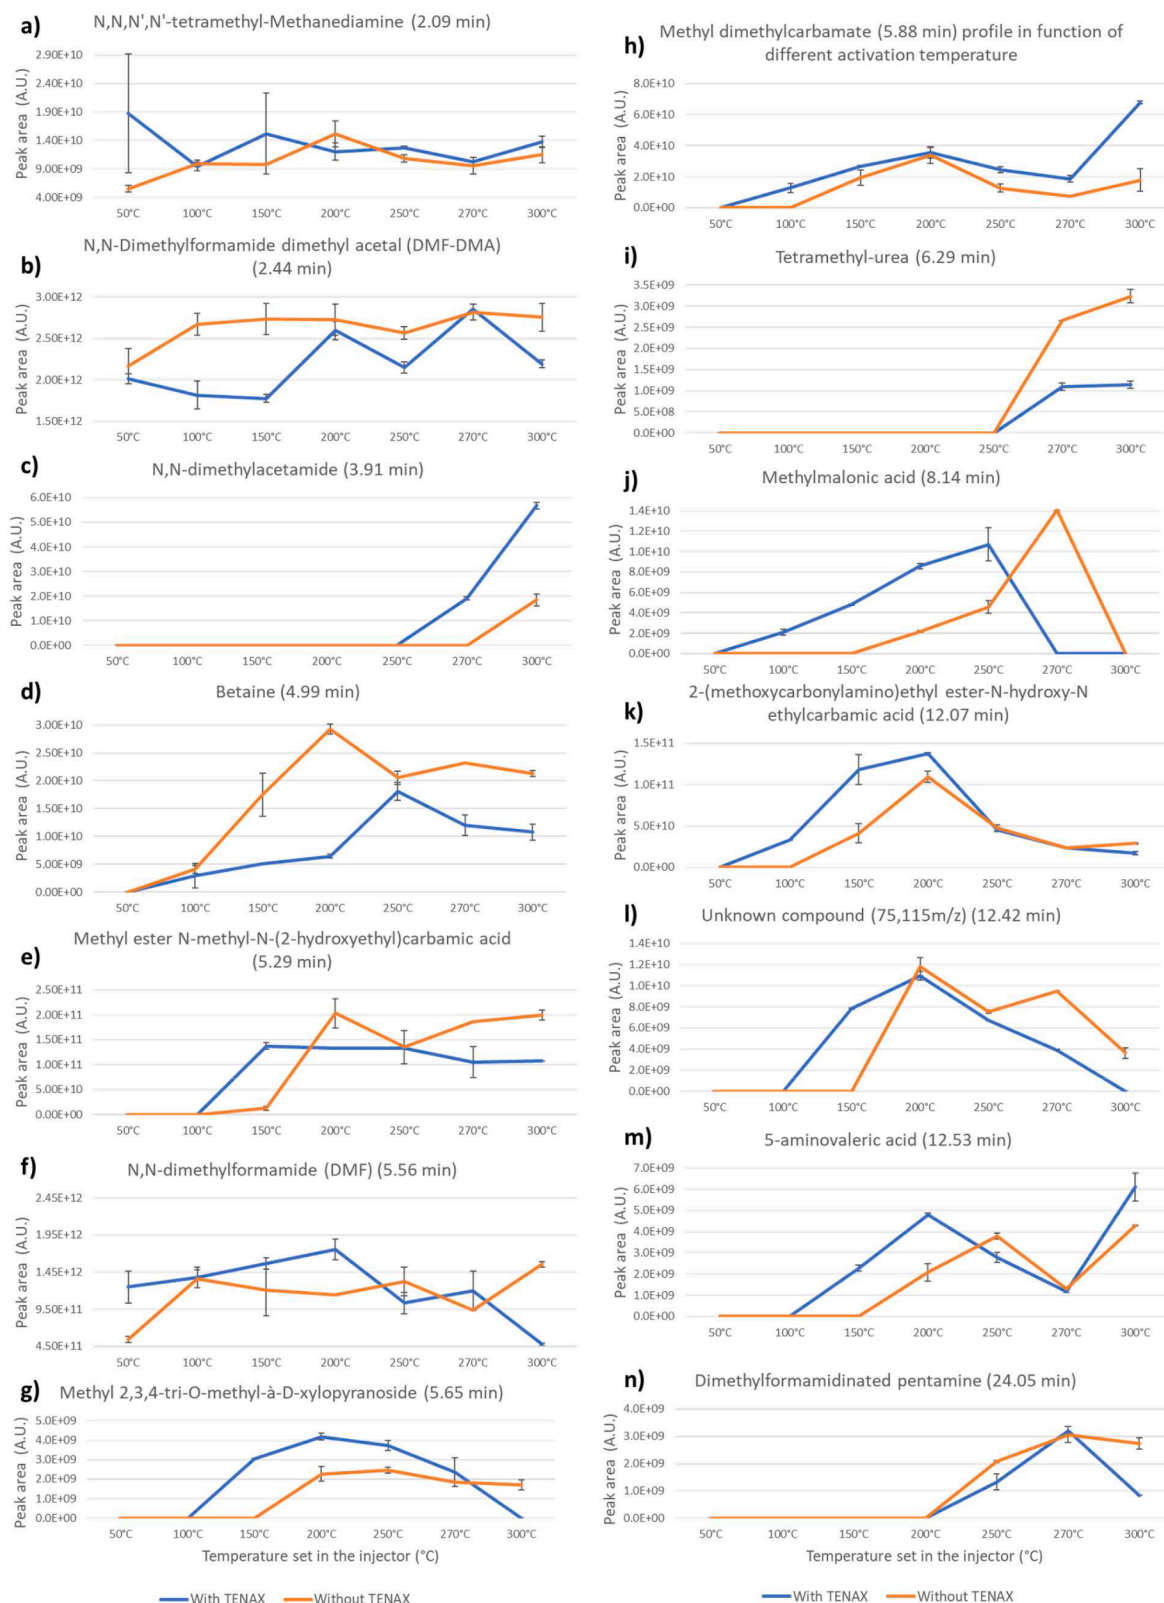 a)
N,N,N',N'-tetramethyl-Methanediamine (2.09 min)
Peak area (A.U.)
2.90E+10
2.40E+10
1.90E+10
1.40E+10
9.00E+09
4.00E+09
50°C 100°C 150°C 200°C 250°C 270°C 300°C
b)
N,N-Dimethylformamide dimethyl acetal (DMF-DMA)
(2.44 min)
Peak area (A.U.)
3.00E+12
2.50E+12
2.00E+12
1.50E+12
50°C 100°C 150°C 200°C 250°C 270°C 300°C
c)
N,N-dimethylacetamide (3.91 min)
Peak area (A.U.)
6.0E+10
5.0E+10
4.0E+10
3.0E+10
2.0E+10
1.0E+10
0.0E+00
50°C 100°C 150°C 200°C 250°C 270°C 300°C
d)
Betaine (4.99 min)
Peak area (A.U.)
3.00E+10
2.50E+10
2.00E+10
1.50E+10
1.00E+10
5.00E+09
0.00E+00
50°C 100°C 150°C 200°C 250°C 270°C 300°C
e)
Methyl ester N-methyl-N-(2-hydroxyethyl)carbamic acid
(5.29 min)
Peak area (A.U.)
2.50E+11
2.00E+11
1.50E+11
1.00E+11
5.00E+10
0.00E+00
50°C 100°C 150°C 200°C 250°C 270°C 300°C
f)
N,N-dimethylformamide (DMF) (5.56 min)
Peak area (A.U.)
2.45E+12
1.95E+12
1.45E+12
9.50E+11
4.50E+11
50°C 100°C 150°C 200°C 250°C 270°C 300°C
g)
Methyl 2,3,4-tri-O-methyl-à-D-xylopyranoside (5.65 min)
Peak area (A.U.)
5.0E+09
4.0E+09
3.0E+09
2.0E+09
1.0E+09
0.0E+00
50°C 100°C 150°C 200°C 250°C 270°C 300°C
Temperature set in the injector (°C)
With TENAX Without TENAX
h)
Methyl dimethylcarbamate (5.88 min) profile in function of
different activation temperature
Peak area (A.U.)
8.0E+10
6.0E+10
4.0E+10
2.0E+10
0.0E+00
50°C 100°C 150°C 200°C 250°C 270°C 300°C
i)
Tetramethyl-urea (6.29 min)
Peak area (A.U.)
3.5E+09
3.0E+09
2.5E+09
2.0E+09
1.5E+09
1.0E+09
5.0E+08
0.0E+00
50°C 100°C 150°C 200°C 250°C 270°C 300°C
j)
Methylmalonic acid (8.14 min)
Peak area (A.U.)
1.4E+10
1.2E+10
1.0E+10
8.0E+09
6.0E+09
4.0E+09
2.0E+09
0.0E+00
50°C 100°C 150°C 200°C 250°C 270°C 300°C
k)
2-(methoxycarbonylamino)ethyl ester-N-hydroxy-N
ethylcarbamic acid (12.07 min)
Peak area (A.U.)
1.5E+11
1.0E+11
5.0E+10
0.0E+00
50°C 100°C 150°C 200°C 250°C 270°C 300°C
l)
Unknown compound (75,115m/z) (12.42 min)
Peak area (A.U.)
1.4E+10
1.2E+10
1.0E+10
8.0E+09
6.0E+09
4.0E+09
2.0E+09
0.0E+00
50°C 100°C 150°C 200°C 250°C 270°C 300°C
m)
5-aminovaleric acid (12.53 min)
Peak area (A.U.)
7.0E+09
6.0E+09
5.0E+09
4.0E+09
3.0E+09
2.0E+09
1.0E+09
0.0E+00
50°C 100°C 150°C 200°C 250°C 270°C 300°C
n)
Dimethylformamidinated pentamine (24.05 min)
Peak area (A.U.)
4.0E+09
3.0E+09
2.0E+09
1.0E+09
0.0E+00
50°C 100°C 150°C 200°C 250°C 270°C 300°C
Temperature set in the injector (°C)
With TENAX Without TENAX